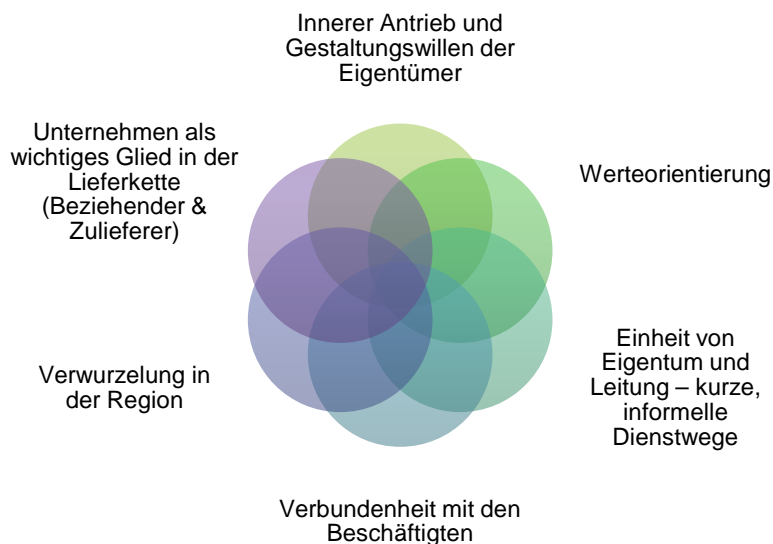 Innerer Antrieb und
Gestaltungswillen der
Eigentümer
Werteorientierung
Einheit von
Eigentum und
Leitung – kurze,
informelle
Dienstwege
Verbundenheit mit den
Beschäftigten
Verwurzelung in
der Region
Unternehmen als
wichtiges Glied in der
Lieferkette
(Beziehender &
Zulieferer)